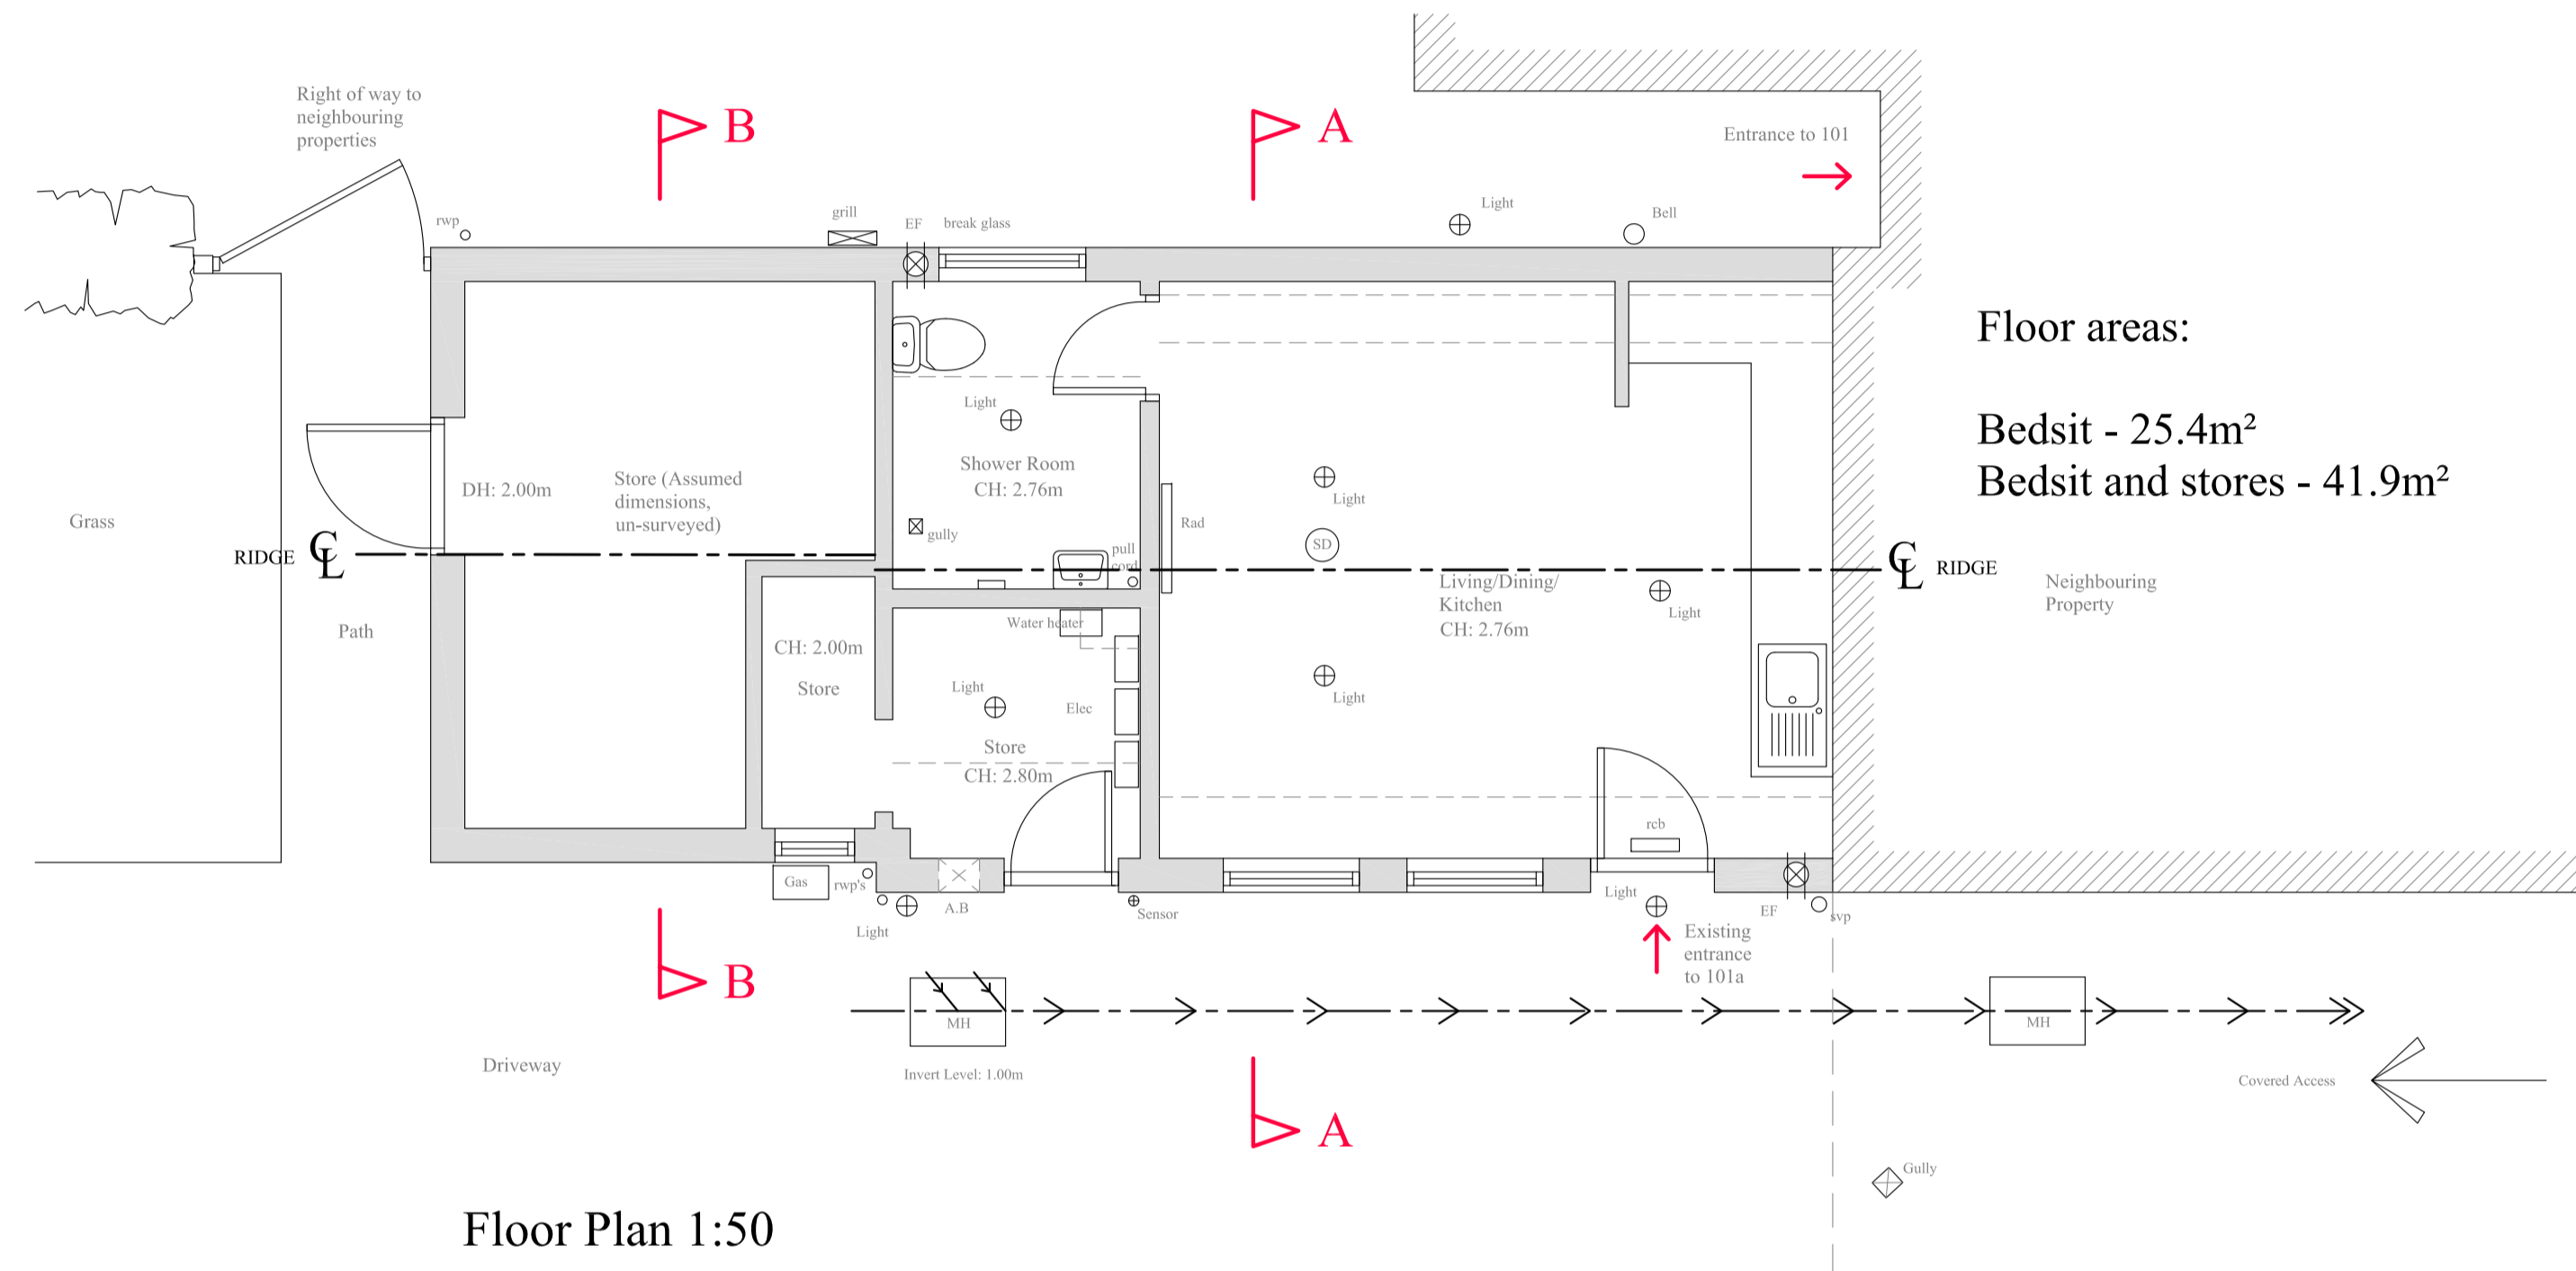 Right of way to
neighbouring
properties
B
A
Entrance to 101
rwp
grill
EF
break glass
Light
Bell
Floor areas:
Bedsit - 25.4m²
Bedsit and stores - 41.9m²
Light
Shower Room
CH: 2.76m
DH: 2.00m
Store (Assumed
dimensions,
un-surveyed)
gully
pull
cord
Rad
Light
SD
Grass
RIDGE
CL
CL
RIDGE
Living/Dining/
Kitchen
CH: 2.76m
Light
Neighbouring
Property
Path
Water heater
CH: 2.00m
Store
Light
Elec
Light
Store
CH: 2.80m
rcb
Gas
rwp's
Light
A.B
Sensor
Light
EF
svp
Existing
entrance
to 101a
B
MH
MH
Driveway
Invert Level: 1.00m
Covered Access
A
Gully
Floor Plan 1:50